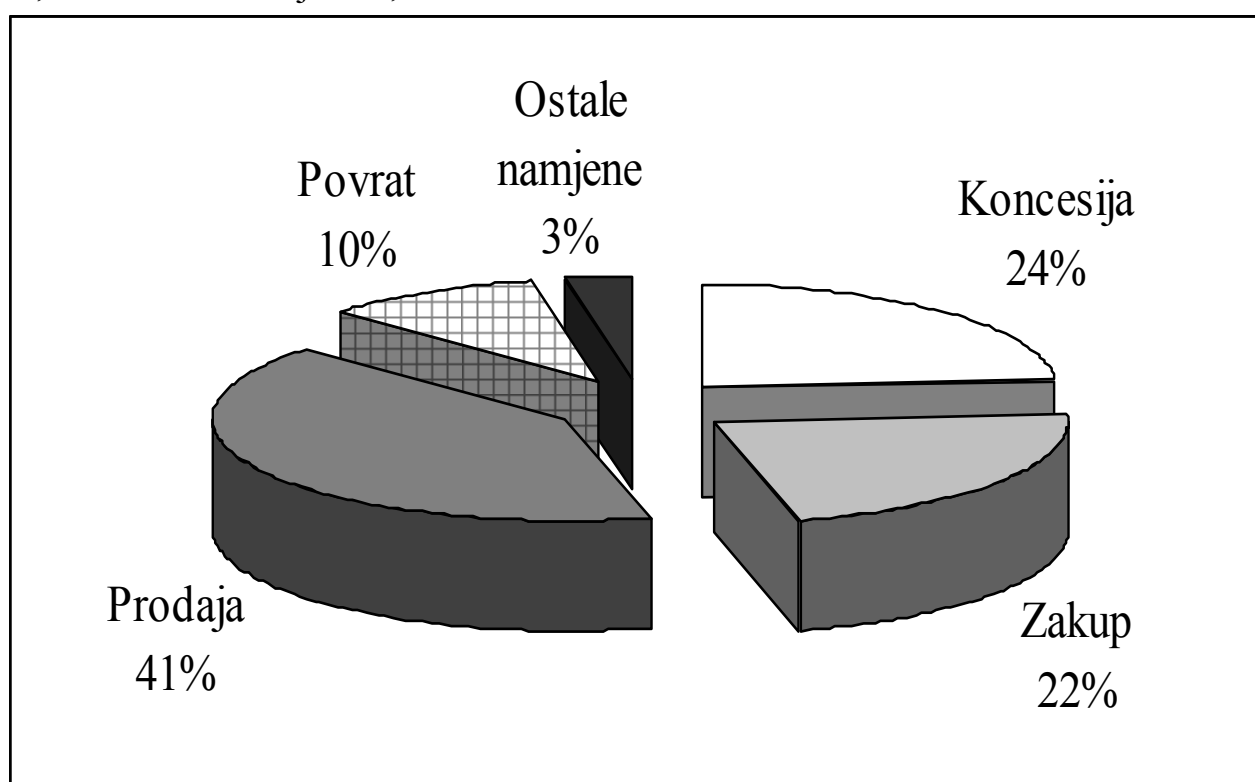 Ostale
namjene
3%
Povrat
10%
Koncesija
24%
Prodaja
41%
Zakup
22%